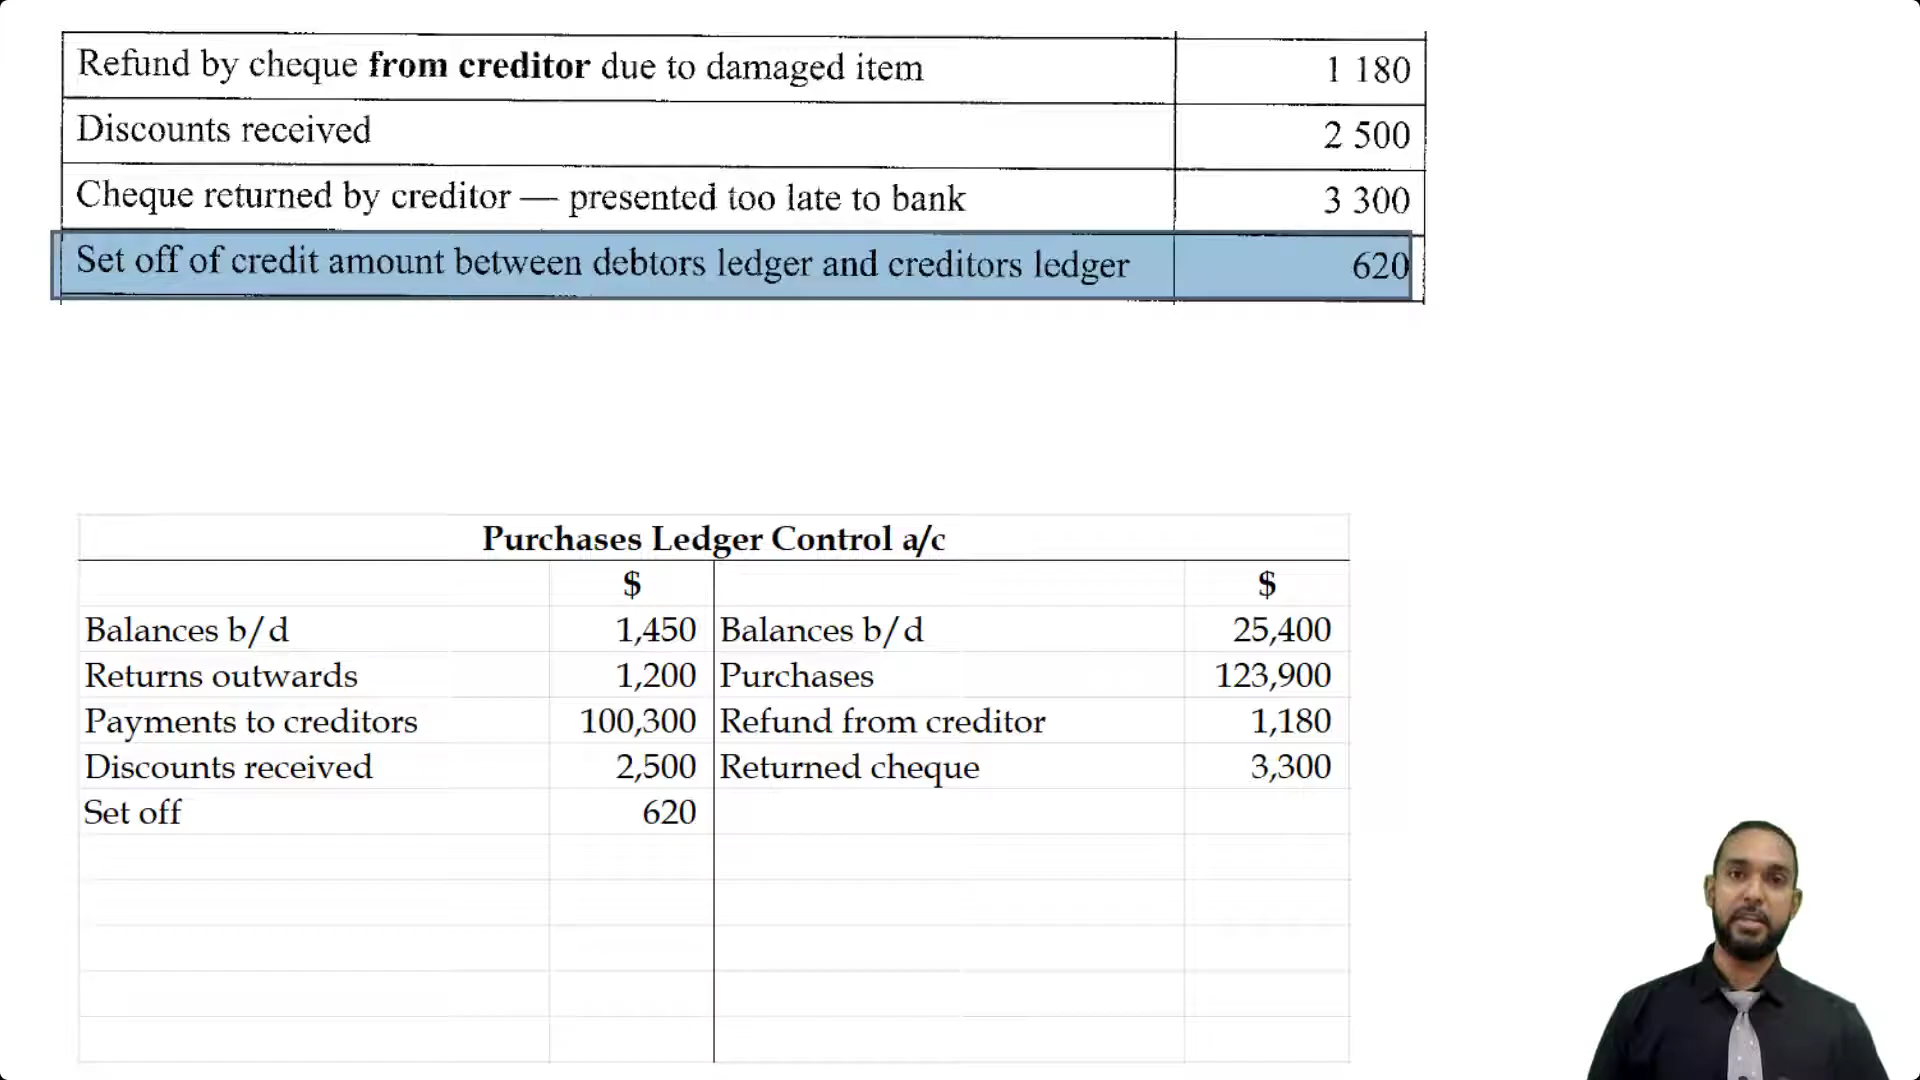 Refund by cheque from creditor due to damaged item 1 180
Discounts received 2 500
Cheque returned by creditor — presented too late to bank 3 300
Set off of credit amount between debtors ledger and creditors ledger 620
Purchases Ledger Control a/c
$ $
Balances b/d 1,450 Balances b/d 25,400
Returns outwards 1,200 Purchases 123,900
Payments to creditors 100,300 Refund from creditor 1,180
Discounts received 2,500 Returned cheque 3,300
Set off 620